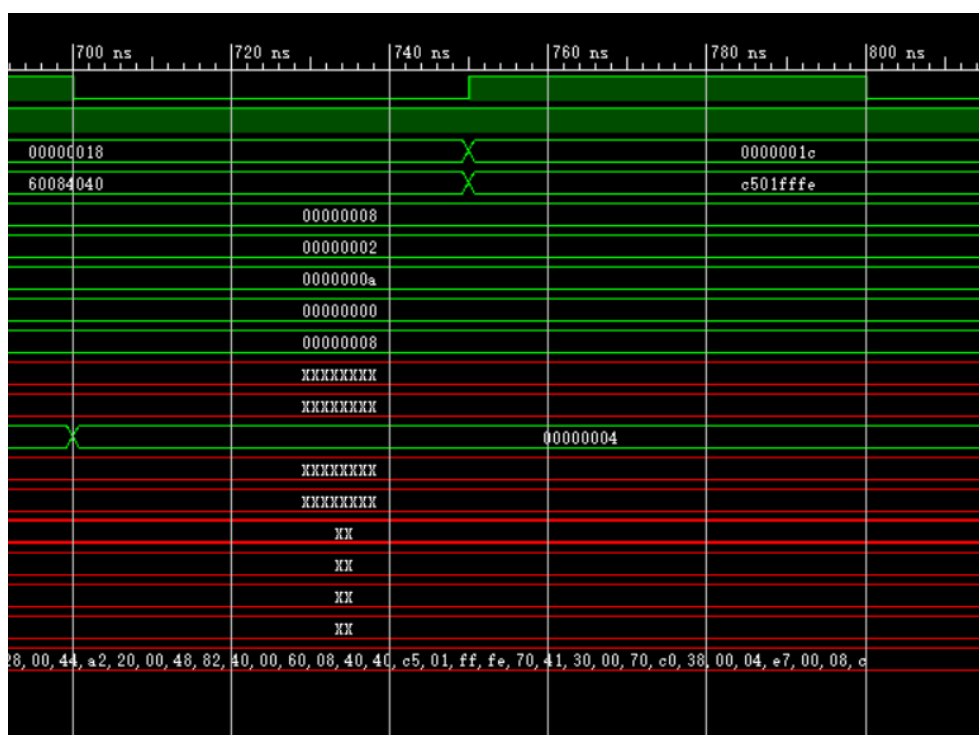 700 ns 720 ns 740 ns 760 ns 780 ns 800 ns
00000018 0000001c
60084040 c501fffe
00000008
00000002
0000000a
00000000
00000008
XXXXXXXX
XXXXXXXX
00000004
XXXXXXXX
XXXXXXXX
XX
XX
XX
XX
28,00,44,a2,20,00,48,82,40,00,60,08,40,40,c5,01,ff,fe,70,41,30,00,70,c0,38,00,04,e7,00,08,c